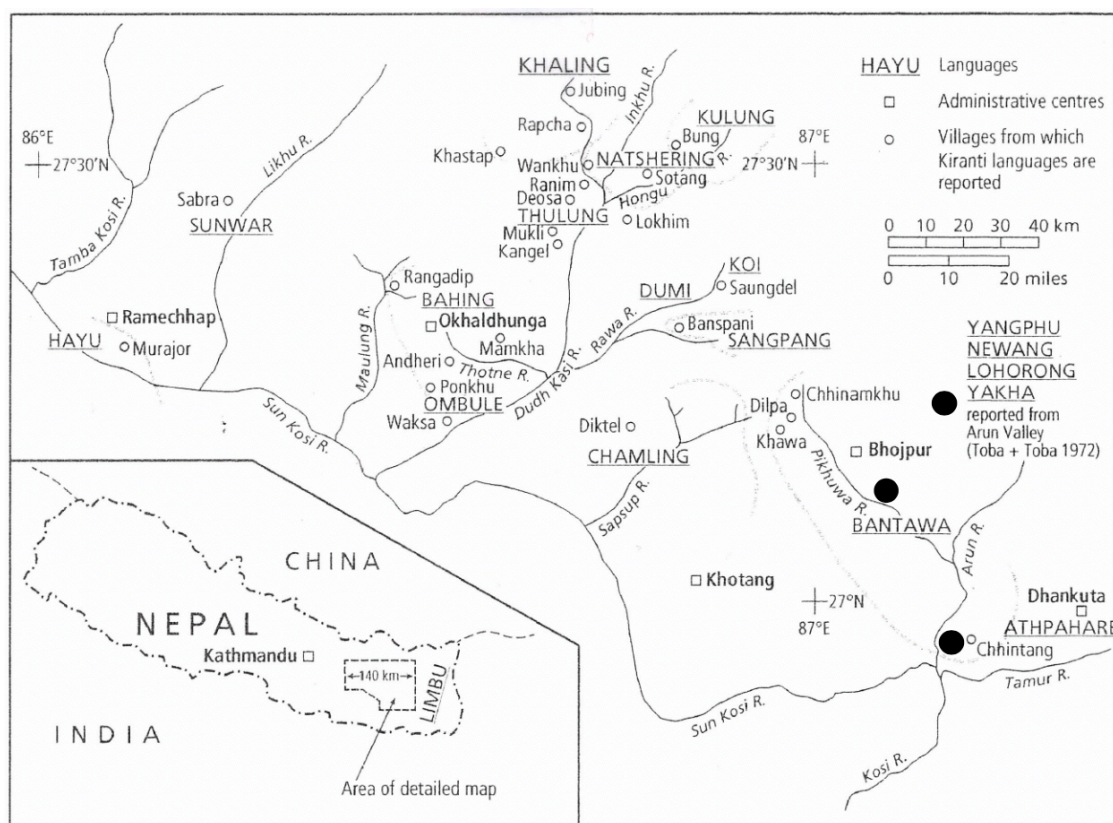 KHALING
Jubing
Inkhu R.
HAYU Languages
Administrative centres
Villages from which
Kiranti languages are
reported
86°E
27°30'N
Rapcha
KULUNG
Bung
87°E
27°30'N
Khastap
Wankhu
NATSHERING
R.
Ranim
Sotang
Deosa
Hongu
THULUNG
Lokhim
Mukli
Kangel
Likhu R.
Sabra
SUNWAR
Tamba Kosi R.
0 10 20 30 40 km
0 10 20 miles
KOI
Saungdel
DUMI
Rangadip
BAHING
Okhaldhunga
Maulung R.
Mamkha
Andheri
Thotne R.
Ponkhu
OMBULE
Waksa
Dudh Kasi R.
Rawa R.
Banspani
SANGPANG
Ramechhap
HAYU
Murajor
Sun Kosi R.
YANGPHU
NEWANG
LOHORONG
YAKHA
reported from
Arun Valley
(Toba + Toba 1972)
Chhinamkhu
Dilpa
Khawa
Diktel
CHAMLING
Sapsup R.
Bhojpur
Pikhuwa R.
BANTAWA
Arun R.
Khotang
27°N
87°E
Dhankuta
ATHPAHARE
Chhintang
Tamur R.
Sun Kosi R.
Kosi R.
CHINA
NEPAL
Kathmandu
140 km
LIMBU
INDIA
Area of detailed map